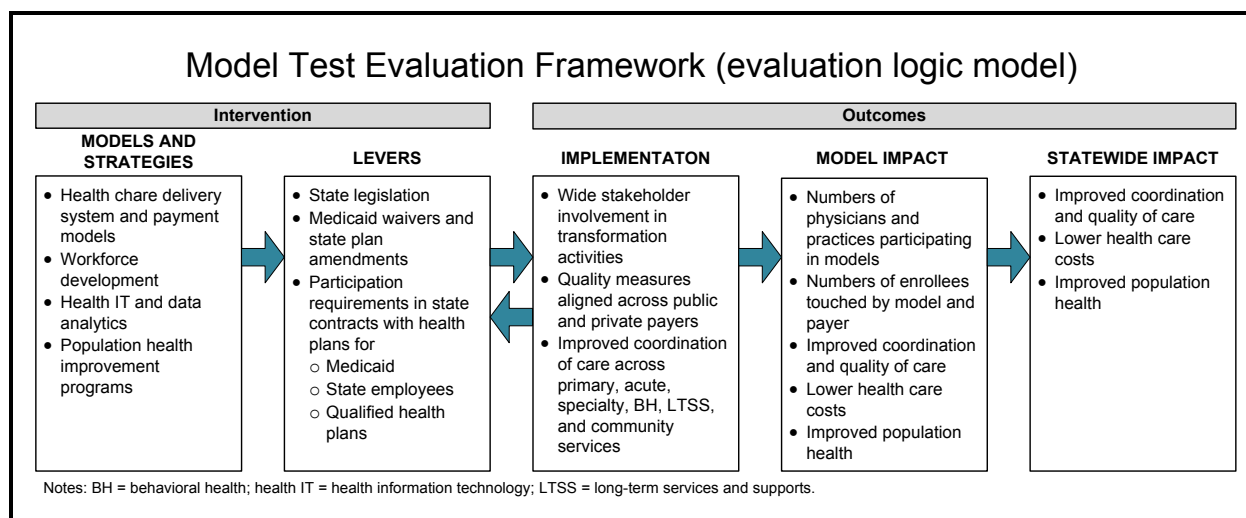 Model Test Evaluation Framework (evaluation logic model)
Intervention
Outcomes
MODELS AND
STRATEGIES
• Health chare delivery
system and payment
models
• Workforce
development
• Health IT and data
analytics
• Population health
improvement
programs
LEVERS
• State legislation
• Medicaid waivers and
state plan
amendments
• Participation
requirements in state
contracts with health
plans for
o Medicaid
o State employees
o Qualified health
plans
IMPLEMENTATON
• Wide stakeholder
involvement in
transformation
activities
• Quality measures
aligned across public
and private payers
• Improved coordination
of care across
primary, acute,
specialty, BH, LTSS,
and community
services
MODEL IMPACT
• Numbers of
physicians and
practices participating
in models
• Numbers of enrollees
touched by model and
payer
• Improved coordination
and quality of care
• Lower health care
costs
• Improved population
health
STATEWIDE IMPACT
• Improved coordination
and quality of care
• Lower health care
costs
• Improved population
health
Notes: BH = behavioral health; health IT = health information technology; LTSS = long-term services and supports.